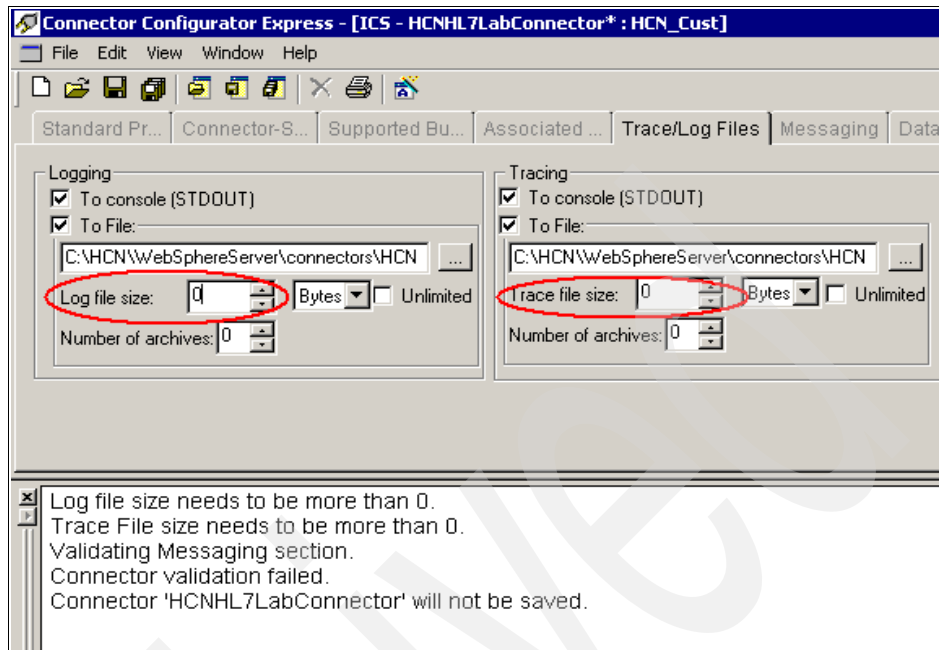 Connector Configurator Express - [ICS - HCNHL7LabConnector* : HCN_Cust]
File Edit View Window Help
Standard Pr... Connector-S... Supported Bu... Associated ... Trace/Log Files Messaging Data
Logging
To console (STDOUT)
To File:
C:\HCN\WebSphereServer\connectors\HCN ...
Log file size: 0 Bytes Unlimited
Number of archives: 0
Tracing
To console (STDOUT)
To File:
C:\HCN\WebSphereServer\connectors\HCN ...
Trace file size: 0 Bytes Unlimited
Number of archives: 0
Log file size needs to be more than 0.
Trace File size needs to be more than 0.
Validating Messaging section.
Connector validation failed.
Connector 'HCNHL7LabConnector' will not be saved.